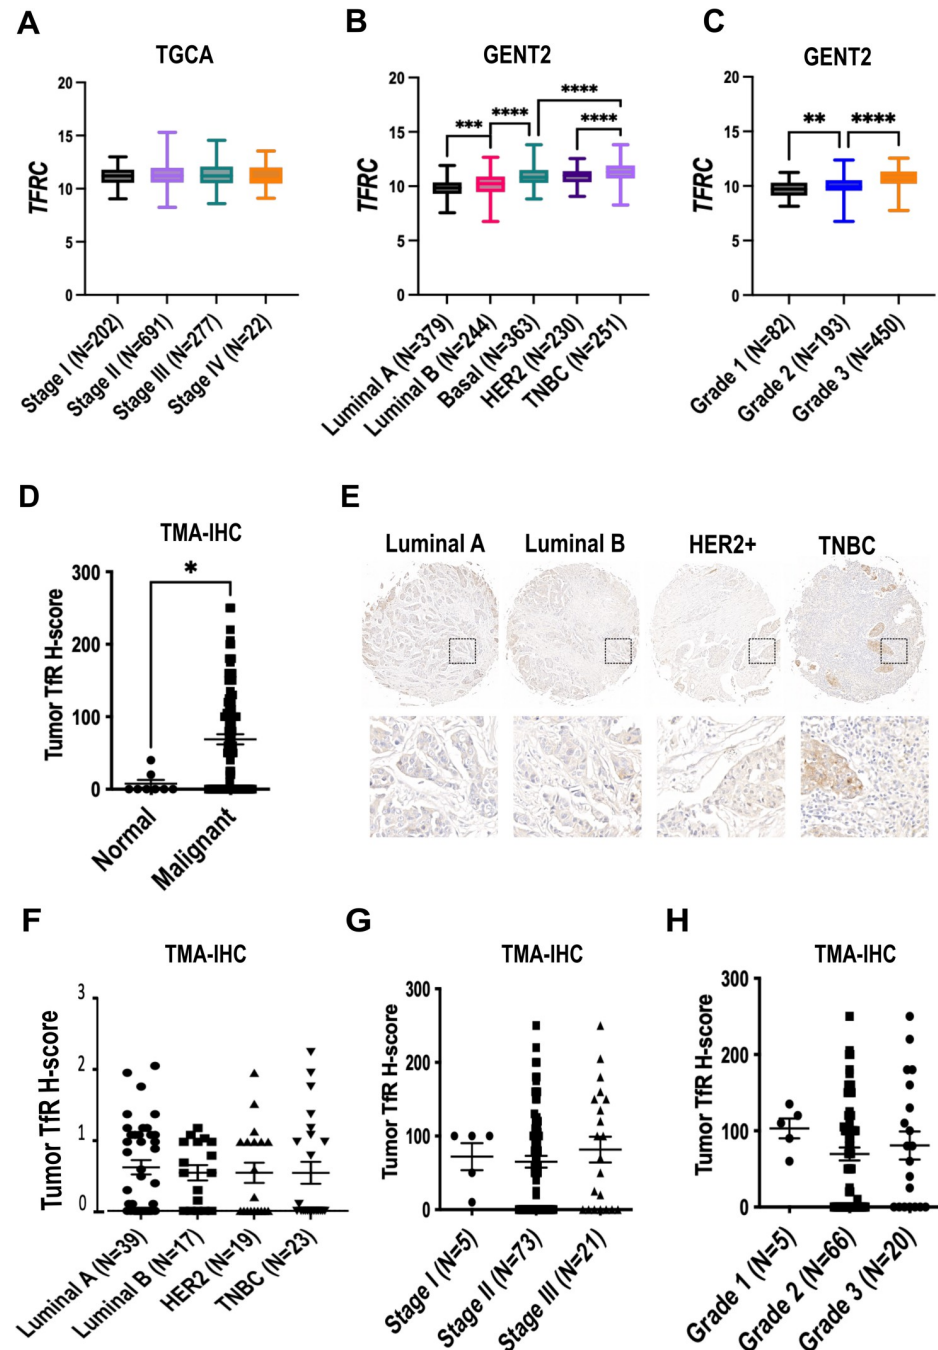 A
TGCA
TFRC
20
15
10
5
0
Stage I (N=202)
Stage II (N=691)
Stage III (N=277)
Stage IV (N=22)
B
GENT2
TFRC
20
15
10
5
0
***
****
****
****
Luminal A (N=379)
Luminal B (N=244)
Basal (N=363)
HER2 (N=230)
TNBC (N=251)
C
GENT2
TFRC
20
15
10
5
0
**
****
Grade 1 (N=82)
Grade 2 (N=193)
Grade 3 (N=450)
D
TMA-IHC
Tumor TfR H-score
300
200
100
0
*
Normal
Malignant
E
Luminal A
Luminal B
HER2+
TNBC
F
TMA-IHC
Tumor TfR H-score
3
2
1
0
Luminal A (N=39)
Luminal B (N=17)
HER2 (N=19)
TNBC (N=23)
G
TMA-IHC
Tumor TfR H-score
300
200
100
0
Stage I (N=5)
Stage II (N=73)
Stage III (N=21)
H
TMA-IHC
Tumor TfR H-score
300
200
100
0
Grade 1 (N=5)
Grade 2 (N=66)
Grade 3 (N=20)